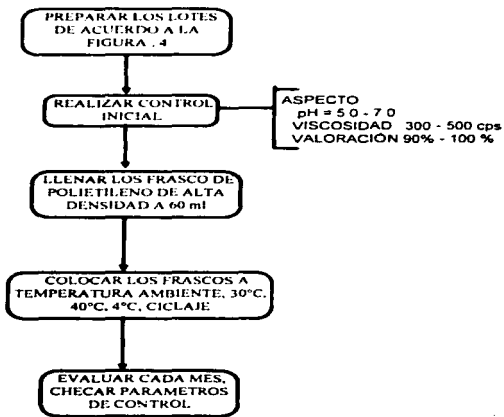 PREPARAR LOS LOTES
DE ACUERDO A LA
FIGURA . 4
REALIZAR CONTROL
INICIAL
ASPECTO
pH = 5 0 - 7 0
VISCOSIDAD 300 - 500 cps
VALORACIÓN 90% - 100 %
LLENAR LOS FRASCO DE
POLIETILENO DE ALTA
DENSIDAD A 60 ml
COLOCAR LOS FRASCOS A
TEMPERATURA AMBIENTE, 30°C,
40°C, 4°C, CICLAJE
EVALUAR CADA MES,
CHECAR PARAMETROS
DE CONTROL